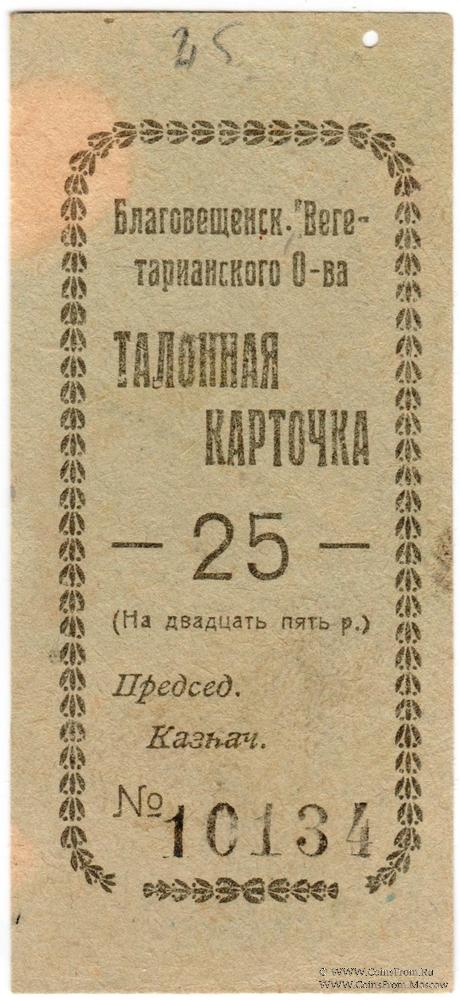 25
Благовещенск. Веге-
тарианского О-ва
ТАЛОННАЯ
КАРТОЧКА
— 25 —
(На двадцать пять р.)
Председ.
Казнач.
№ 10134
© WWW.CoinsFrom.Ru
WWW.CoinsFrom.Moscow